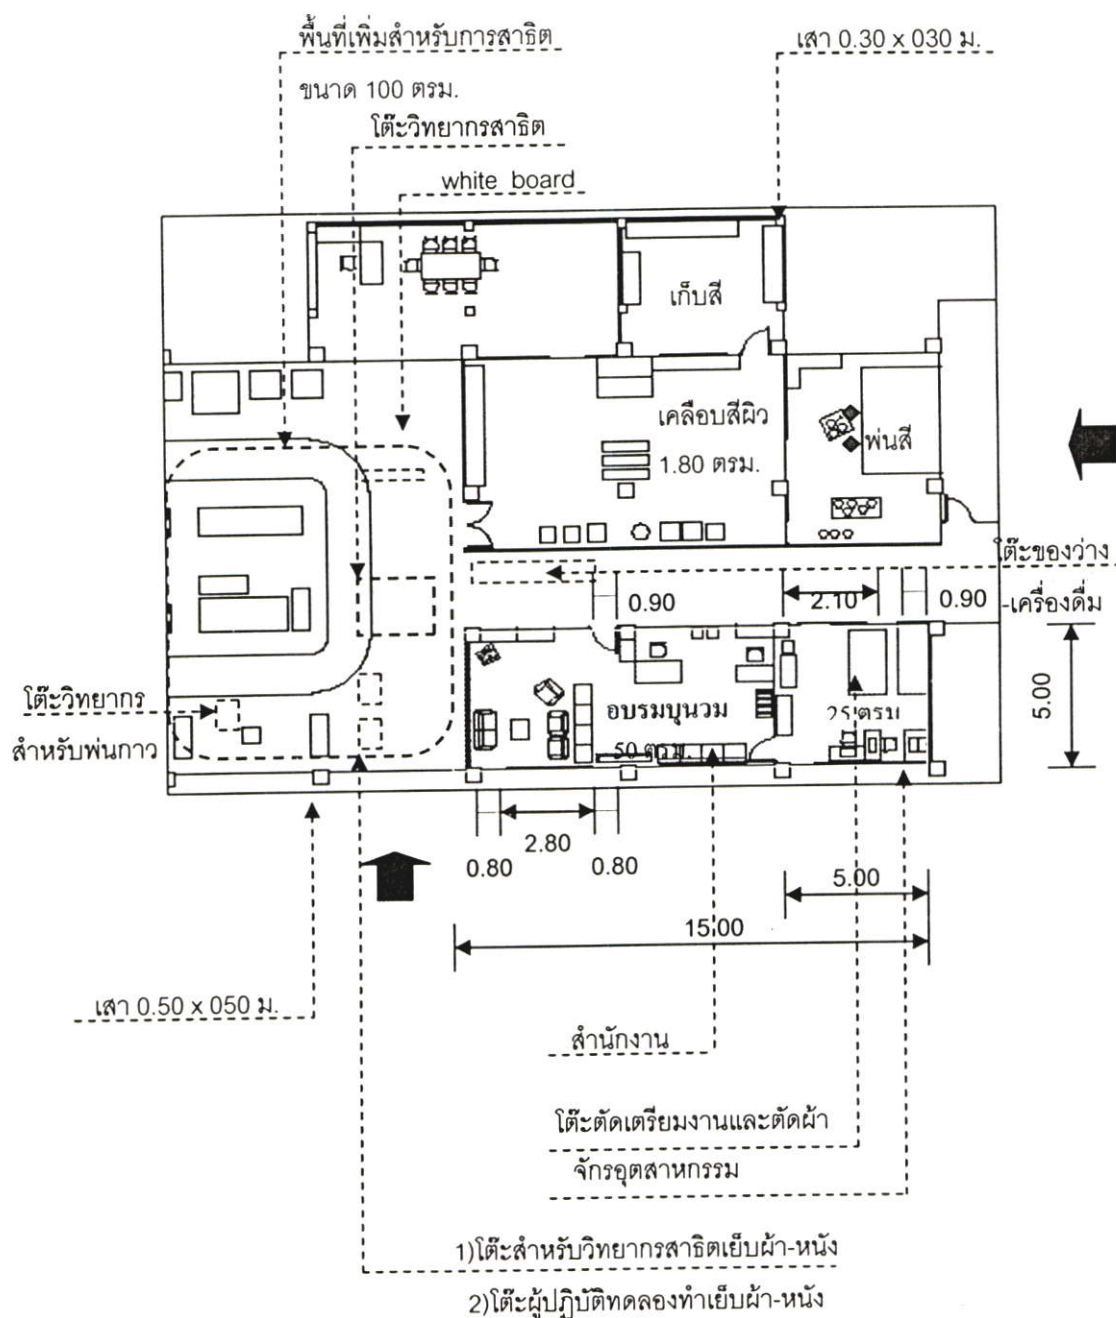 พื้นที่เพิ่มสำหรับการสาธิต
ขนาด 100 ตรม.
เสา 0.30 x 030 ม.
โต๊ะวิทยากรสาธิต
white board
เก็บสี
เคลือบสีผิว
1.80 ตรม.
พ่นสี
โต๊ะของว่าง
-เครื่องดื่ม
0.90
2.10
0.90
5.00
โต๊ะวิทยากร
สำหรับพ่นกาว
อบรมบุนวม
50 ตรม.
25 ตรม
2.80
0.80
0.80
5.00
15.00
เสา 0.50 x 050 ม.
สำนักงาน
โต๊ะตัดเตรียมงานและตัดผ้า
จักรอุตสาหกรรม
1)โต๊ะสำหรับวิทยากรสาธิตเย็บผ้า-หนัง
2)โต๊ะผู้ปฏิบัติทดลองทำเย็บผ้า-หนัง